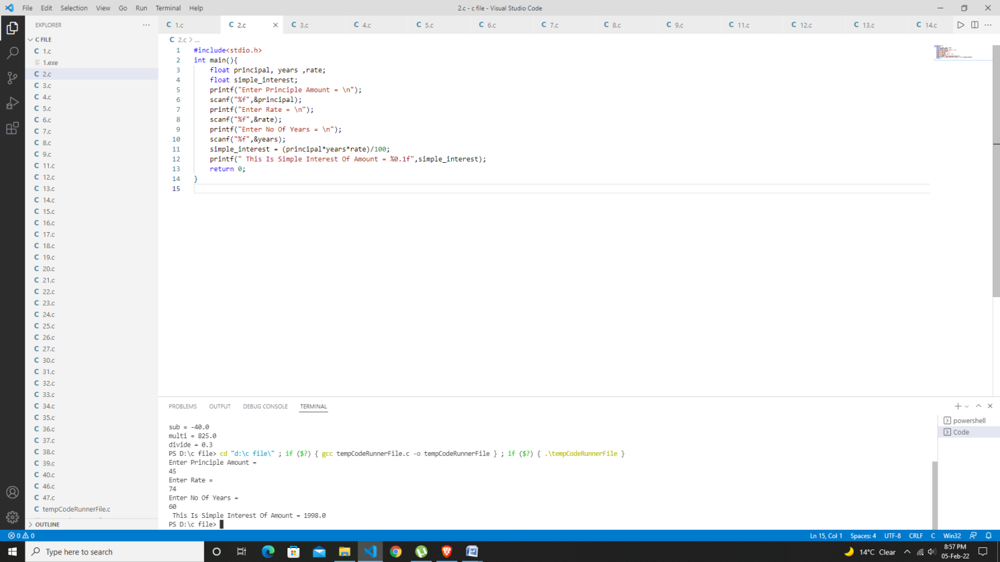 File Edit Selection View Go Run Terminal Help
2.c - c file - Visual Studio Code
EXPLORER
C FILE
1.c
1.exe
2.c
3.c
4.c
5.c
6.c
7.c
8.c
9.c
11.c
12.c
13.c
14.c
15.c
16.c
17.c
18.c
19.c
20.c
21.c
22.c
23.c
24.c
25.c
26.c
27.c
30.c
31.c
32.c
33.c
34.c
35.c
36.c
37.c
38.c
39.c
40.c
46.c
47.c
tempCodeRunnerFile.c
OUTLINE
1.c 2.c 3.c 4.c 5.c 6.c 7.c 8.c 9.c 11.c 12.c 13.c 14.c
2.c > ...
1 #include<stdio.h>
2 int main(){
3 float principal, years ,rate;
4 float simple_interest;
5 printf("Enter Principle Amount = \n");
6 scanf("%f",&principal);
7 printf("Enter Rate = \n");
8 scanf("%f",&rate);
9 printf("Enter No Of Years = \n");
10 scanf("%f",&years);
11 simple_interest = (principal*years*rate)/100;
12 printf(" This Is Simple Interest Of Amount = %0.1f",simple_interest);
13 return 0;
14 }
15
PROBLEMS OUTPUT DEBUG CONSOLE TERMINAL
powershell
Code
sub = -40.0
multi = 825.0
divide = 0.3
PS D:\c file> cd "d:\c file\" ; if ($?) { gcc tempCodeRunnerFile.c -o tempCodeRunnerFile } ; if ($?) { .\tempCodeRunnerFile }
Enter Principle Amount =
45
Enter Rate =
74
Enter No Of Years =
60
This Is Simple Interest Of Amount = 1998.0
PS D:\c file>
0 0
Ln 15, Col 1 Spaces: 4 UTF-8 CRLF C Win32
Type here to search
14°C Clear
8:57 PM
05-Feb-22